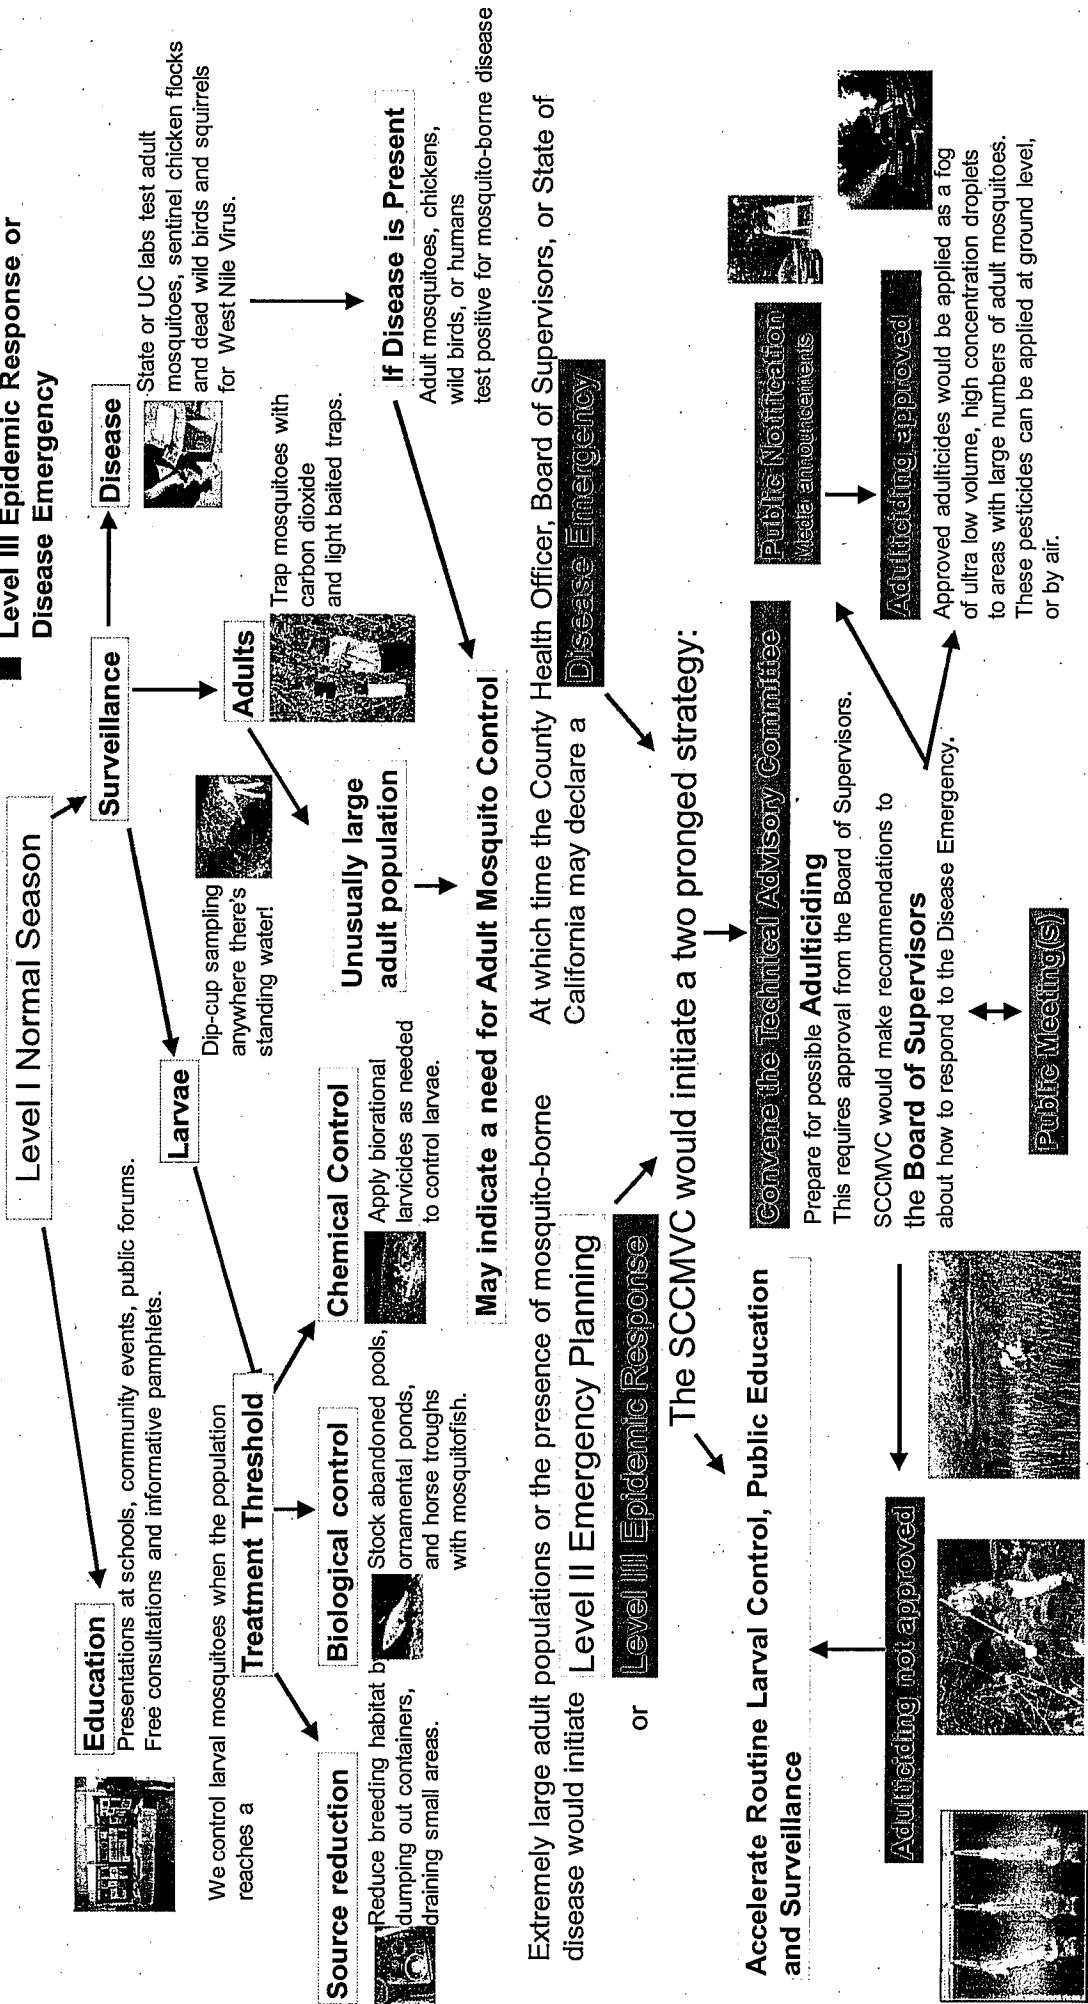 Level III Epidemic Response or
Disease Emergency
Level I Normal Season
Education
Presentations at schools, community events, public forums.
Free consultations and informative pamphlets.
Surveillance
Disease
State or UC labs test adult
mosquitoes, sentinel chicken flocks
and dead wild birds and squirrels
for West Nile Virus.
Larvae
Dip-cup sampling
anywhere there's
standing water!
Adults
Trap mosquitoes with
carbon dioxide
and light baited traps.
We control larval mosquitoes when the population
reaches a
Treatment Threshold
Source reduction
Reduce breeding habitat b
dumping out containers,
draining small areas.
Biological control
Stock abandoned pools,
ornamental ponds,
and horse troughs
with mosquitofish.
Chemical Control
Apply biorational
larvicides as needed
to control larvae.
Unusually large
adult population
If Disease is Present
Adult mosquitoes, chickens,
wild birds, or humans
test positive for mosquito-borne disease
May indicate a need for Adult Mosquito Control
Extremely large adult populations or the presence of mosquito-borne
disease would initiate
Level II Emergency Planning
or
Level III Epidemic Response
At which time the County Health Officer, Board of Supervisors, or State of
California may declare a
Disease Emergency
The SCCMVC would initiate a two pronged strategy:
Accelerate Routine Larval Control, Public Education
and Surveillance
Convene the Technical Advisory Committee
Prepare for possible Adulticiding
This requires approval from the Board of Supervisors.
SCCMVC would make recommendations to
the Board of Supervisors
about how to respond to the Disease Emergency.
Public Meeting(s)
Public Notification
Media announcements
Adulticiding approved
Approved adulticides would be applied as a fog
of ultra low volume, high concentration droplets
to areas with large numbers of adult mosquitoes.
These pesticides can be applied at ground level,
or by air.
Adulticiding not approved